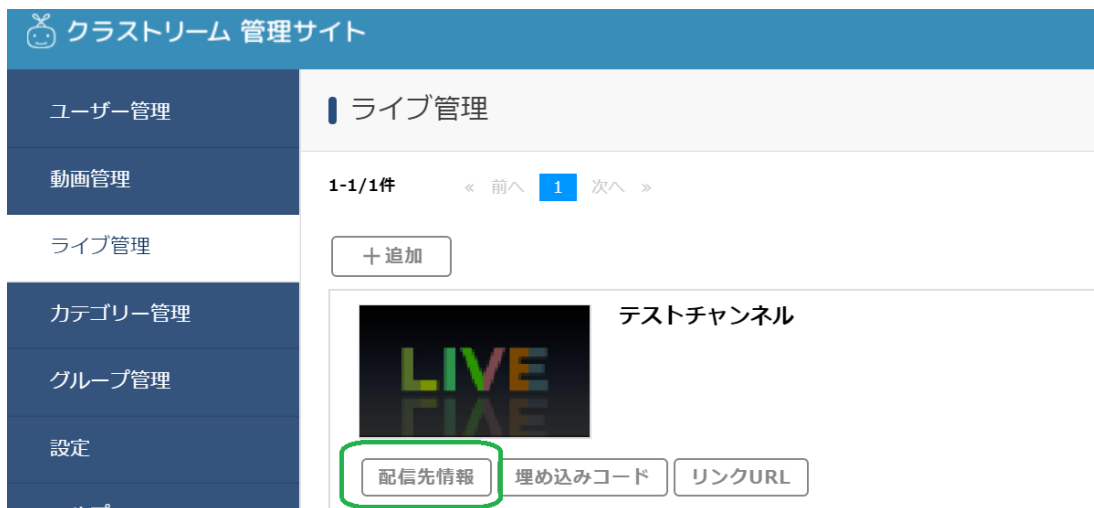 クラストリーム 管理サイト
ユーザー管理
動画管理
ライブ管理
カテゴリー管理
グループ管理
設定
ライブ管理
1-1/1件 « 前へ 1 次へ »
＋追加
LIVE
テストチャンネル
配信先情報 埋め込みコード リンクURL